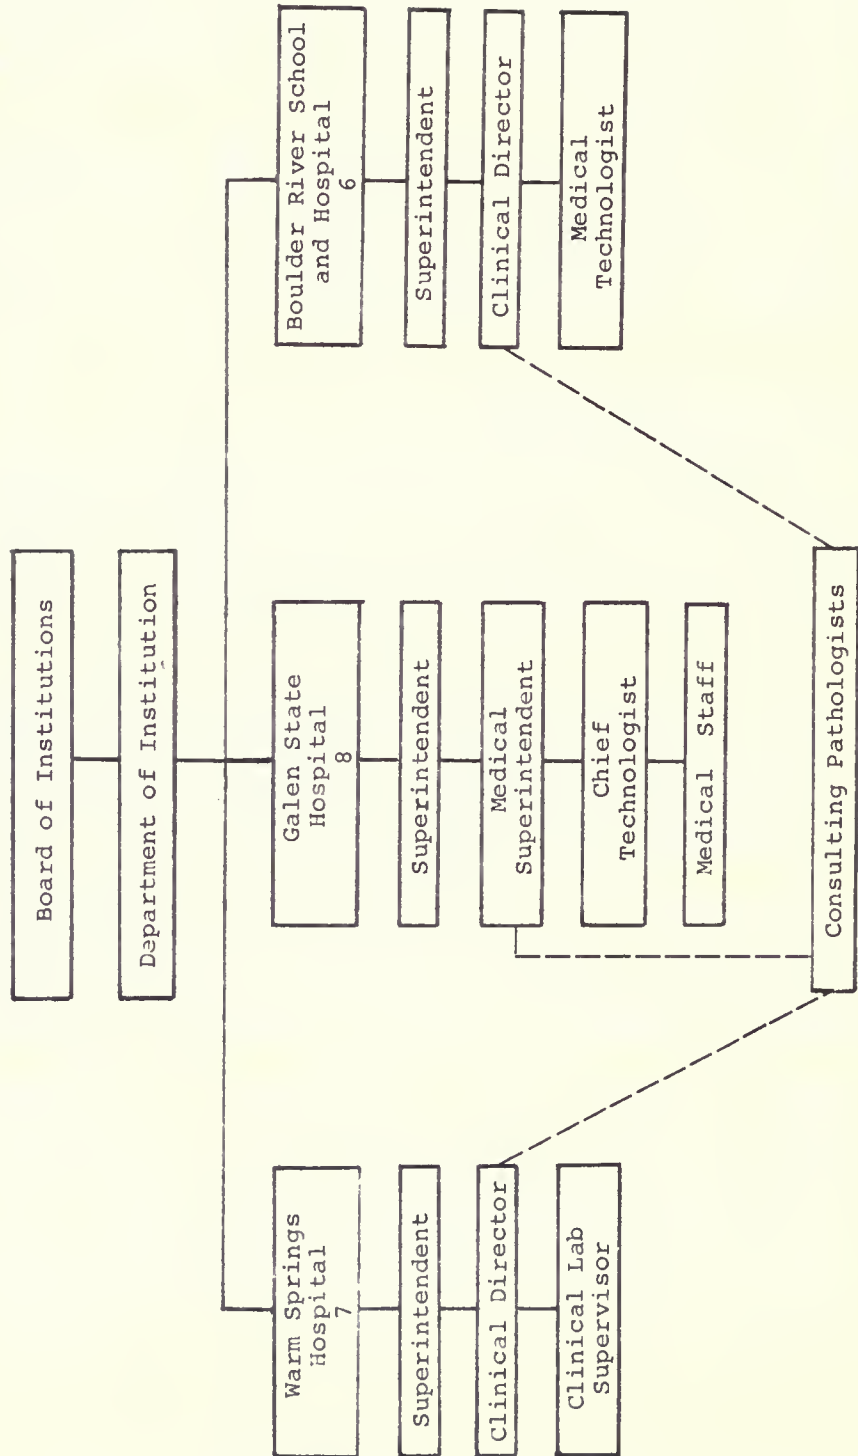 Board of Institutions
Department of Institution
Warm Springs
Hospital
7
Superintendent
Clinical Director
Clinical Lab
Supervisor
Galen State
Hospital
8
Superintendent
Medical
Superintendent
Chief
Technologist
Medical Staff
Boulder River School
and Hospital
6
Superintendent
Clinical Director
Medical
Technologist
Consulting Pathologists